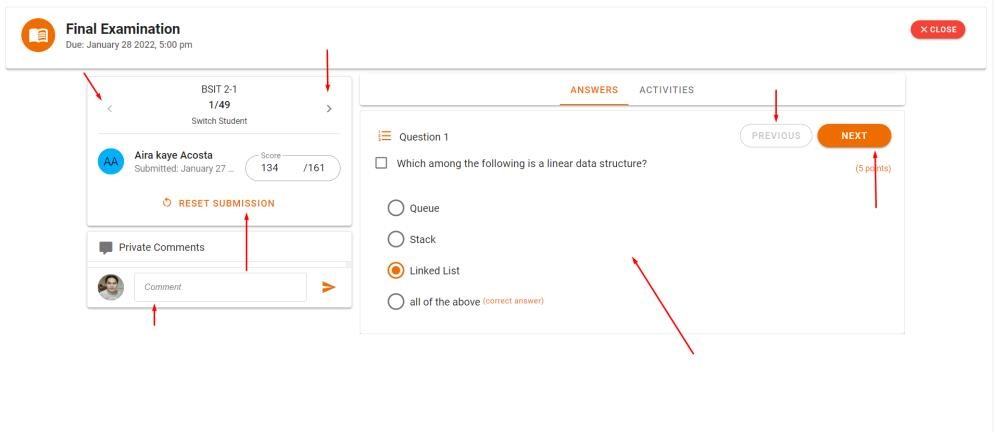 Final Examination
Due: January 28 2022, 5:00 pm
CLOSE
BSIT 2-1
1/49
Switch Student
AA
Aira kaye Acosta
Submitted: January 27 ...
Score
134 /161
RESET SUBMISSION
Private Comments
Comment
ANSWERS ACTIVITIES
Question 1
PREVIOUS NEXT
Which among the following is a linear data structure?
(5 points)
Queue
Stack
Linked List
all of the above (correct answer)